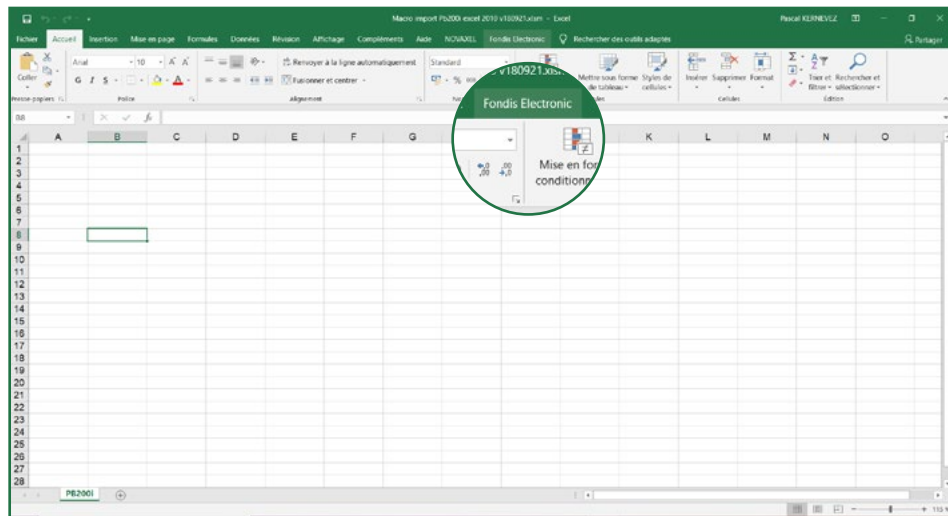 Macro import Pb200i excel 2010 v180921.xlsm - Excel
Pascal KERNEVEZ
Fichier Accueil Insertion Mise en page Formules Données Révision Affichage Compléments Aide NOVAXEL Fondis Electronic Rechercher des outils adaptés Partager
Coller
Arial 10
Renvoyer à la ligne automatiquement
Standard
G I S
Fusionner et centrer
Mettre sous forme de tableau
Styles de cellules
Insérer Supprimer Format
Trier et filtrer
Rechercher et sélectionner
Presse-papiers Police Alignement Cellules Édition
v180921.xlsm
Fondis Electronic
Mise en for
conditionn
B8
A B C D E F G K L M N O
1
2
3
4
5
6
7
8
9
10
11
12
13
14
15
16
17
18
19
20
21
22
23
24
25
26
27
28
PB200i